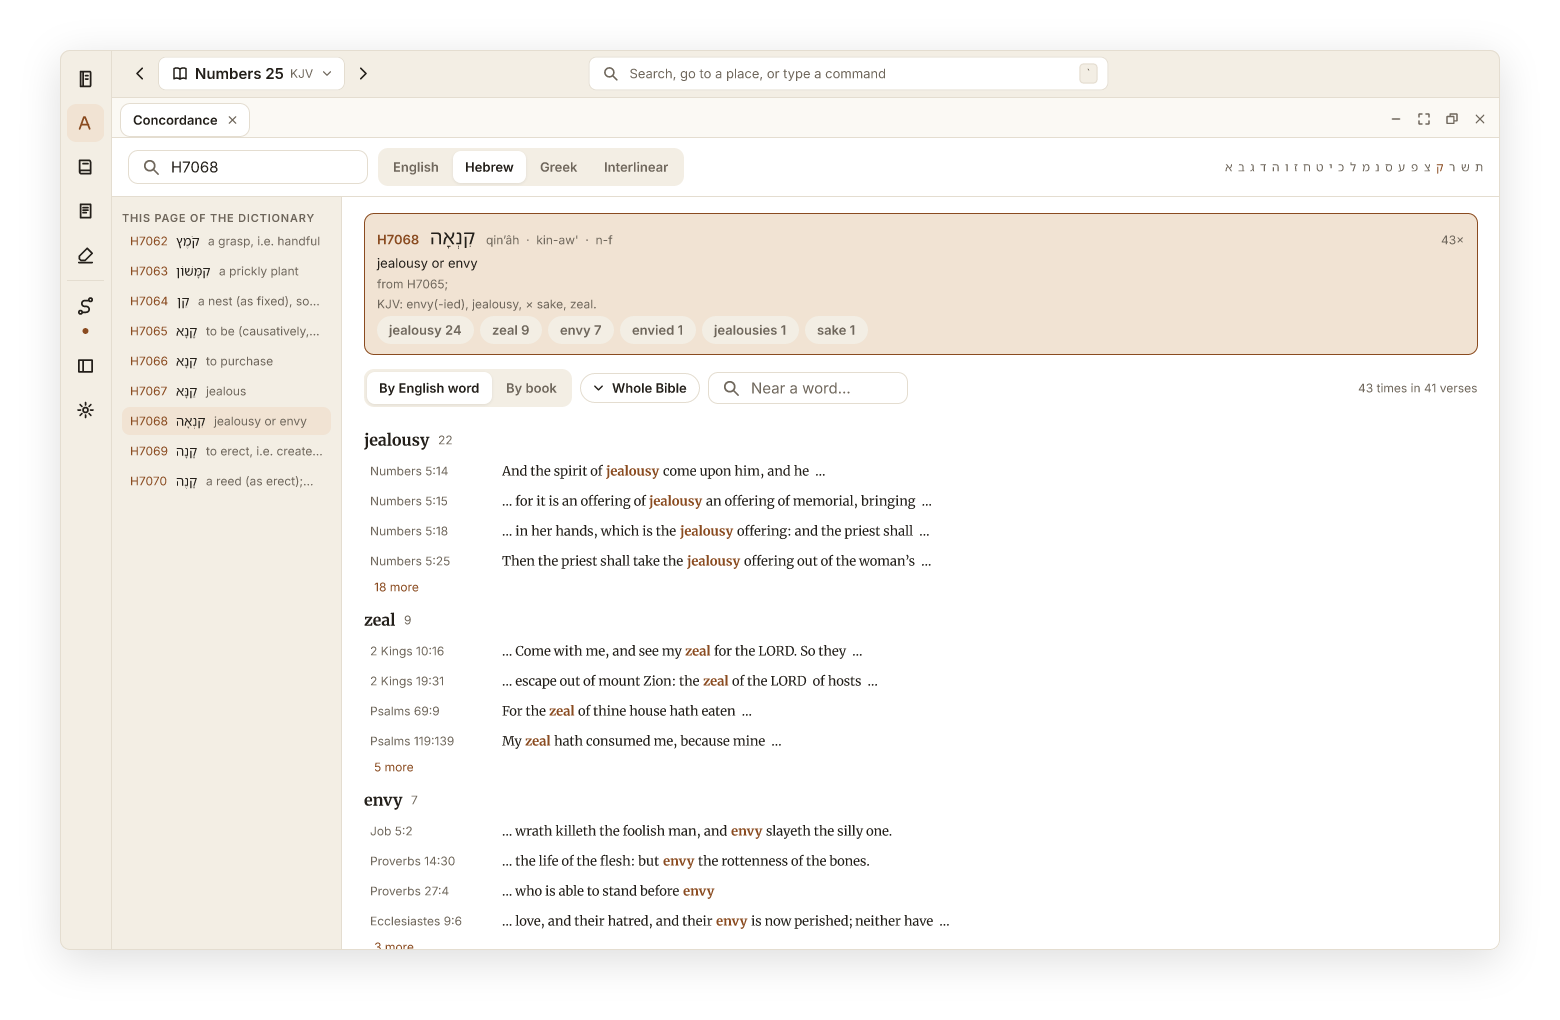 Numbers 25 KJV
Search, go to a place, or type a command
Concordance
H7068
English Hebrew Greek Interlinear
א ב ג ד ה ו ז ח ט י כ ל מ נ ס ע פ צ ק ר ש ת
THIS PAGE OF THE DICTIONARY
H7062 קֹמֶץ a grasp, i.e. handful
H7063 קִמָּשׁוֹן a prickly plant
H7064 קֵן a nest (as fixed), so...
H7065 קָנָא to be (causatively,...
H7066 קְנָא to purchase
H7067 קַנָּא jealous
H7068 קִנְאָה jealousy or envy
H7069 קָנָה to erect, i.e. create...
H7070 קָנֶה a reed (as erect);...
H7068 קִנְאָה qin'âh · kin-aw' · n-f 43×
jealousy or envy
from H7065;
KJV: envy(-ied), jealousy, × sake, zeal.
jealousy 24 zeal 9 envy 7 envied 1 jealousies 1 sake 1
By English word By book Whole Bible Near a word... 43 times in 41 verses
jealousy 22
Numbers 5:14 And the spirit of jealousy come upon him, and he ...
Numbers 5:15 ... for it is an offering of jealousy an offering of memorial, bringing ...
Numbers 5:18 ... in her hands, which is the jealousy offering: and the priest shall ...
Numbers 5:25 Then the priest shall take the jealousy offering out of the woman's ...
18 more
zeal 9
2 Kings 10:16 ... Come with me, and see my zeal for the LORD. So they ...
2 Kings 19:31 ... escape out of mount Zion: the zeal of the LORD of hosts ...
Psalms 69:9 For the zeal of thine house hath eaten ...
Psalms 119:139 My zeal hath consumed me, because mine ...
5 more
envy 7
Job 5:2 ... wrath killeth the foolish man, and envy slayeth the silly one.
Proverbs 14:30 ... the life of the flesh: but envy the rottenness of the bones.
Proverbs 27:4 ... who is able to stand before envy
Ecclesiastes 9:6 ... love, and their hatred, and their envy is now perished; neither have ...
3 more